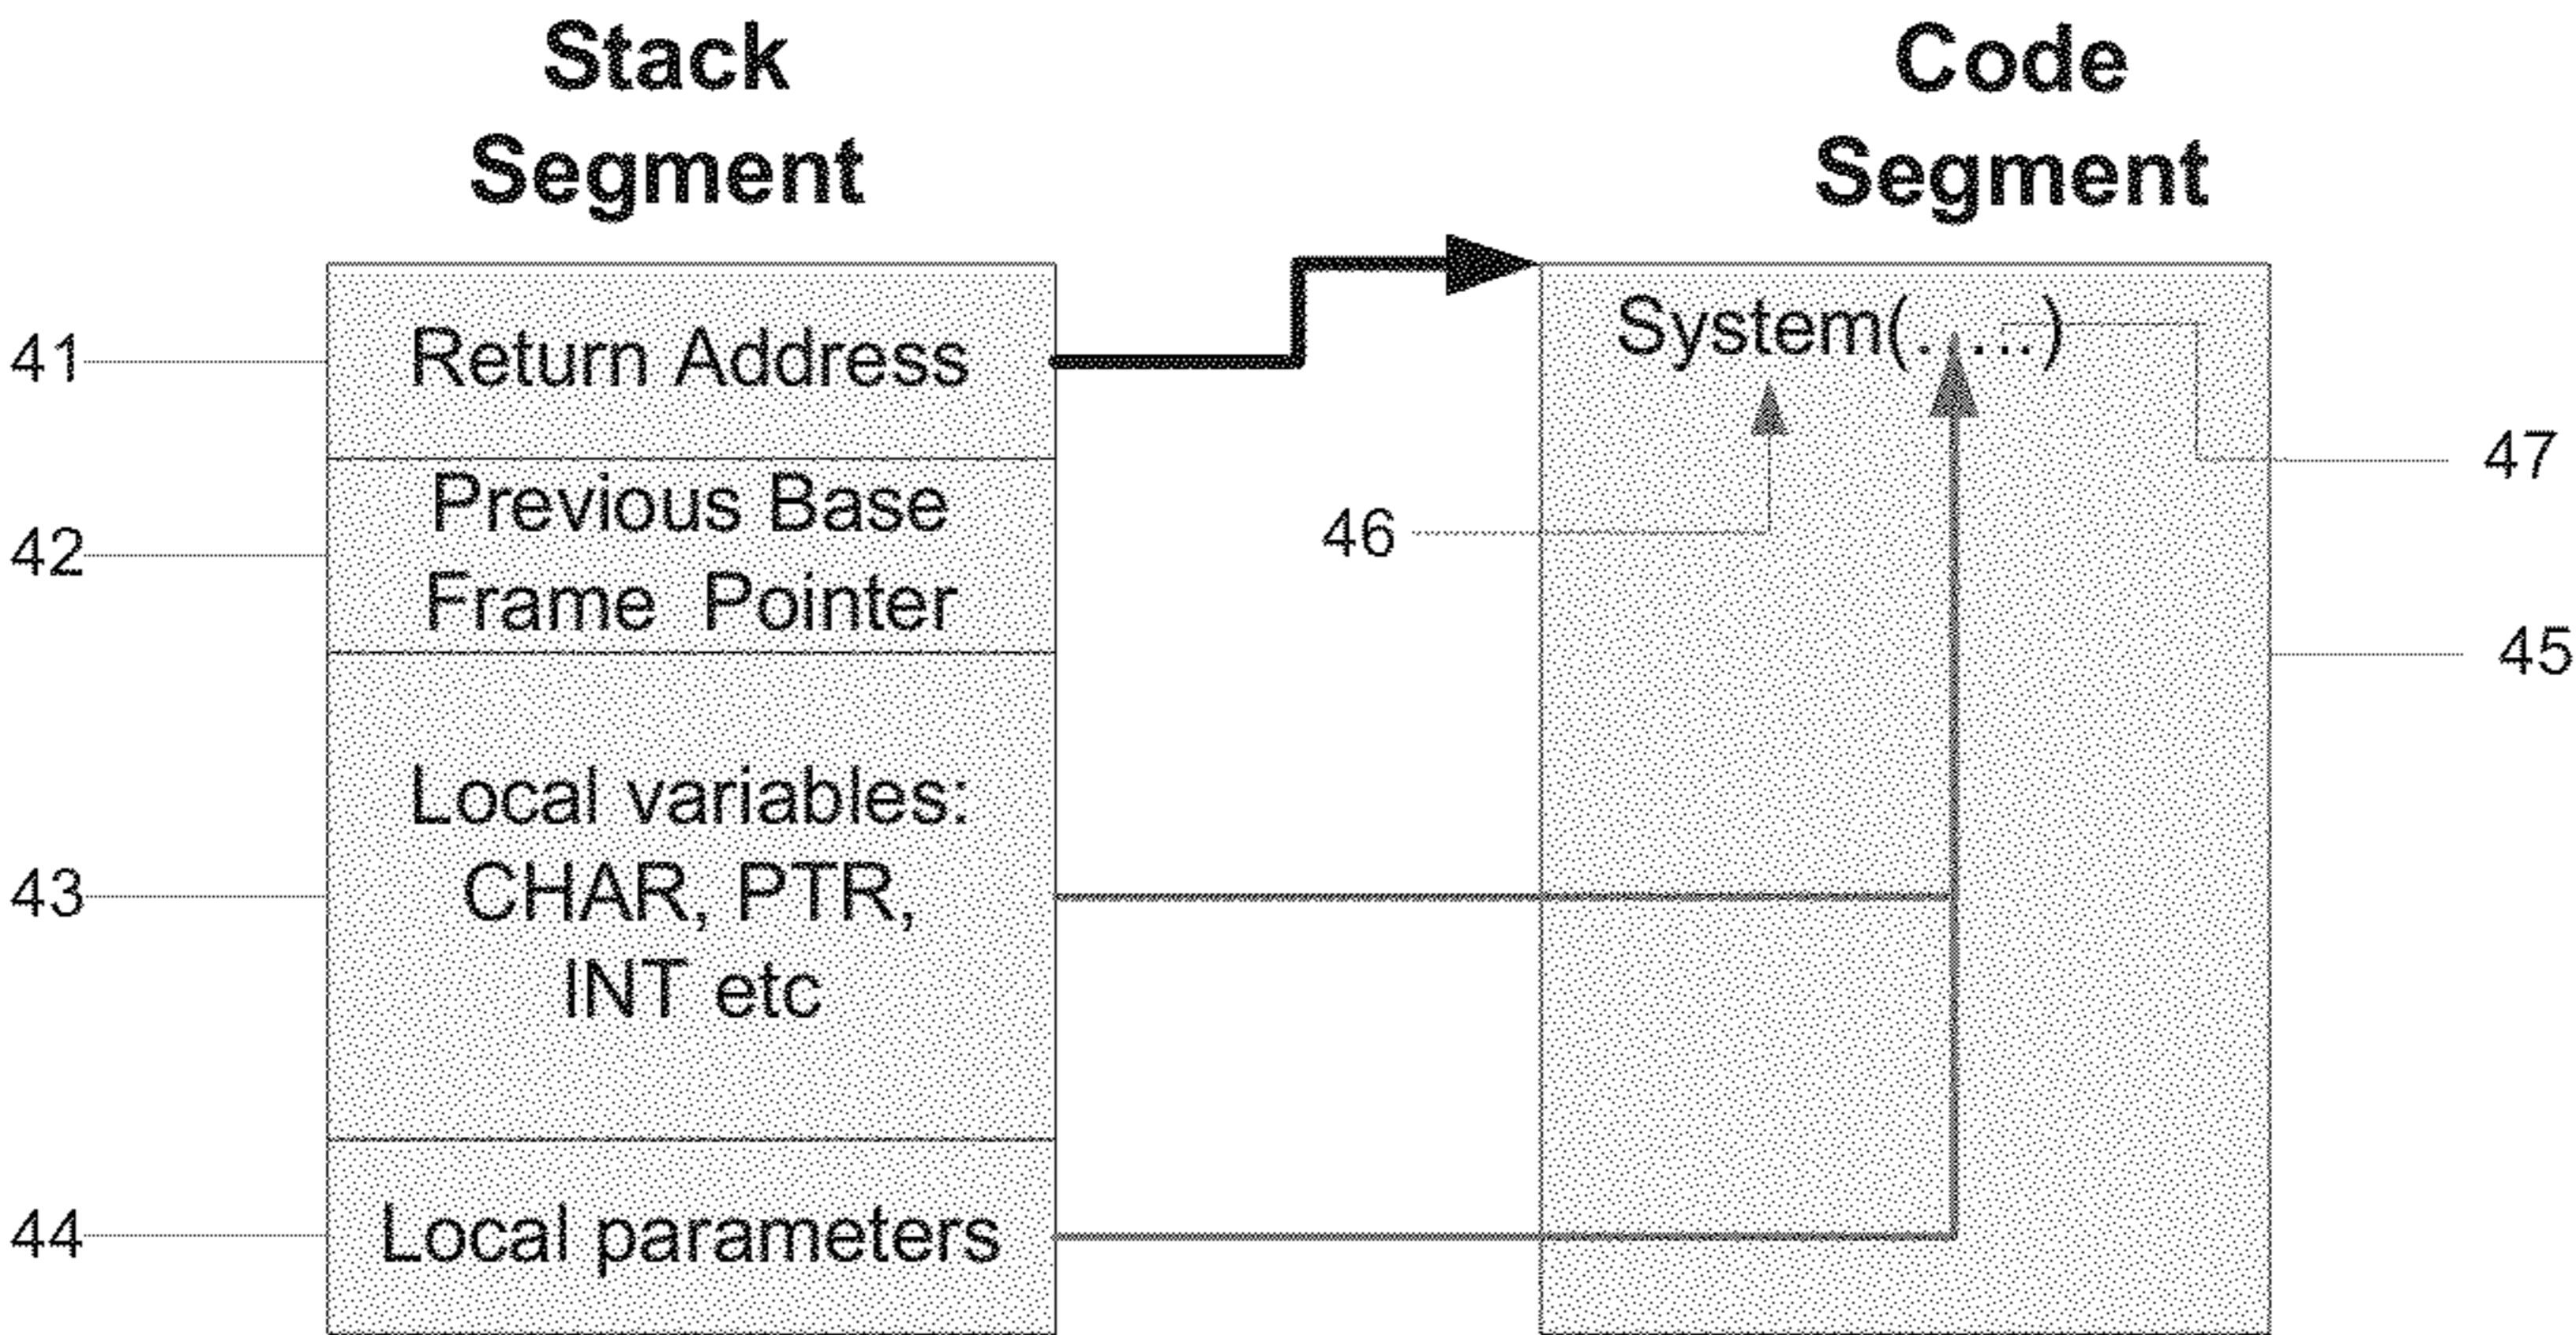 Stack
Segment
Code
Segment
41
Return Address
System(. ...)
42
Previous Base
Frame Pointer
46
47
45
43
Local variables:
CHAR, PTR,
INT etc
44
Local parameters